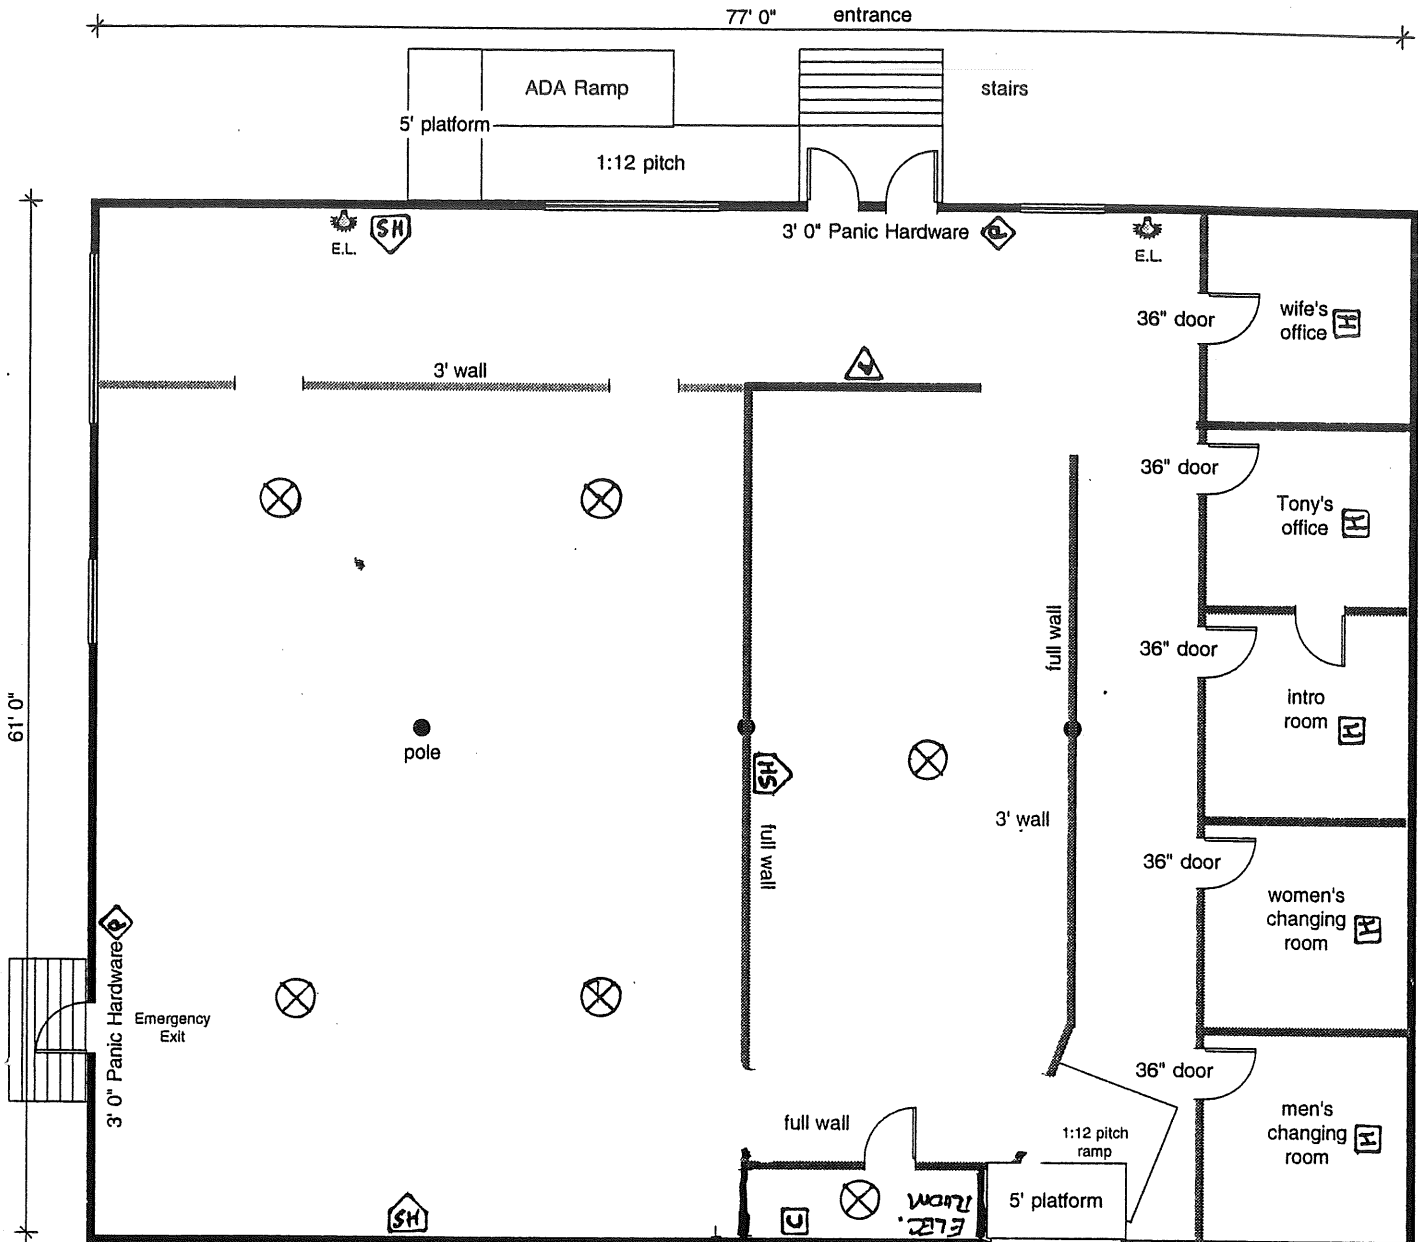 77' 0"
entrance
ADA Ramp
stairs
5' platform
1:12 pitch
SH
E.L.
3' 0" Panic Hardware
P
E.L.
36" door
wife's
office
H
3' wall
36" door
Tony's
office
H
full wall
36" door
intro
room
H
61' 0"
pole
SH
3' wall
full wall
36" door
women's
changing
room
H
P
3' 0" Panic Hardware
Emergency
Exit
36" door
men's
changing
room
H
full wall
1:12 pitch
ramp
SH
C
ELEC.
ROOM
5' platform